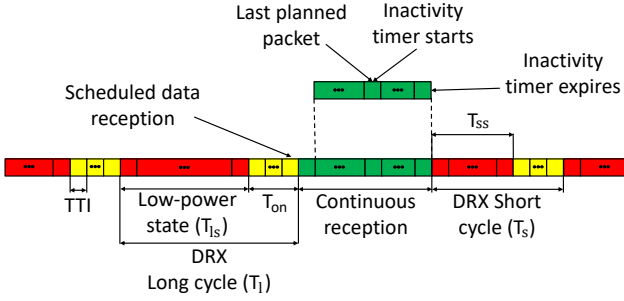 Last planned
packet
Inactivity
timer starts
Inactivity
timer expires
Scheduled data
reception
T_ss
TTI
Low-power
state (T_ls)
T_on
Continuous
reception
DRX Short
cycle (T_s)
DRX
Long cycle (T_l)